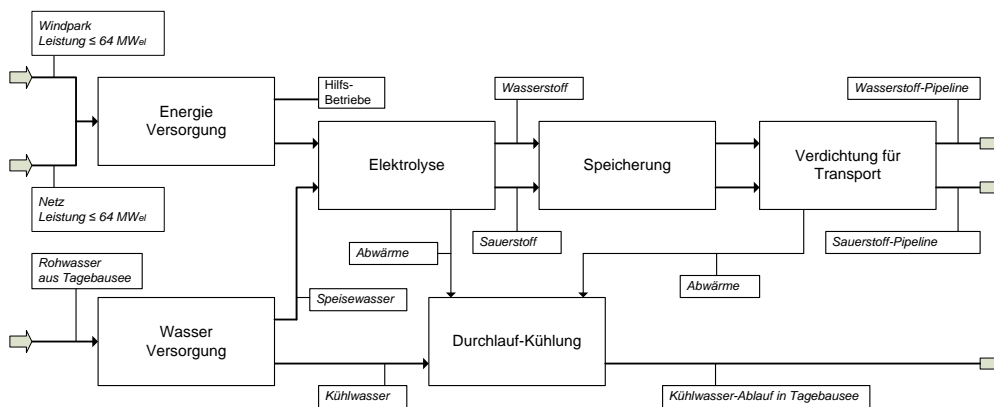 Windpark
Leistung ≤ 64 MWel
Energie
Versorgung
Hilfs-
Betriebe
Netz
Leistung ≤ 64 MWel
Wasserstoff
Elektrolyse
Sauerstoff
Speicherung
Wasserstoff-Pipeline
Verdichtung für
Transport
Sauerstoff-Pipeline
Rohwasser
aus Tagebausee
Abwärme
Abwärme
Speisewasser
Wasser
Versorgung
Durchlauf-Kühlung
Kühlwasser
Kühlwasser-Ablauf in Tagebausee